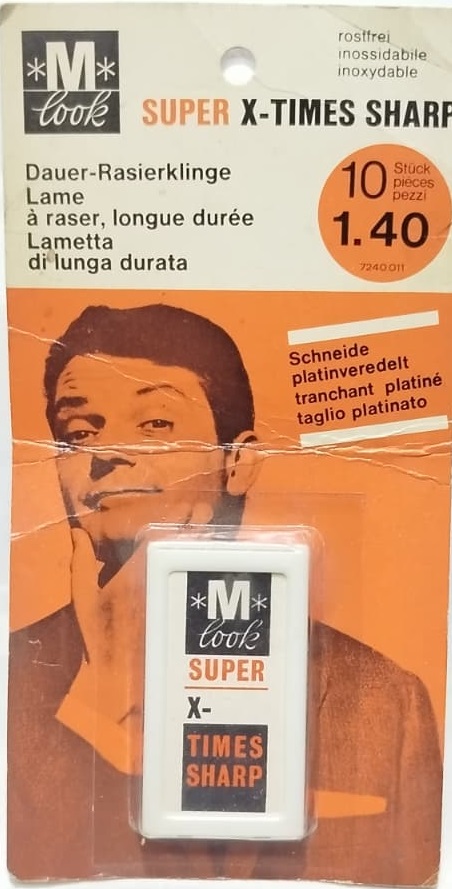 *M*
look
rostfrei
inossidabile
inoxydable
SUPER X-TIMES SHARP
Dauer-Rasierklinge
Lame
à raser, longue durée
Lametta
di lunga durata
10 Stück
pièces
pezzi
1.40
7240.011
Schneide
platinveredelt
tranchant platiné
taglio platinato
*M*
look
SUPER
X-
TIMES
SHARP